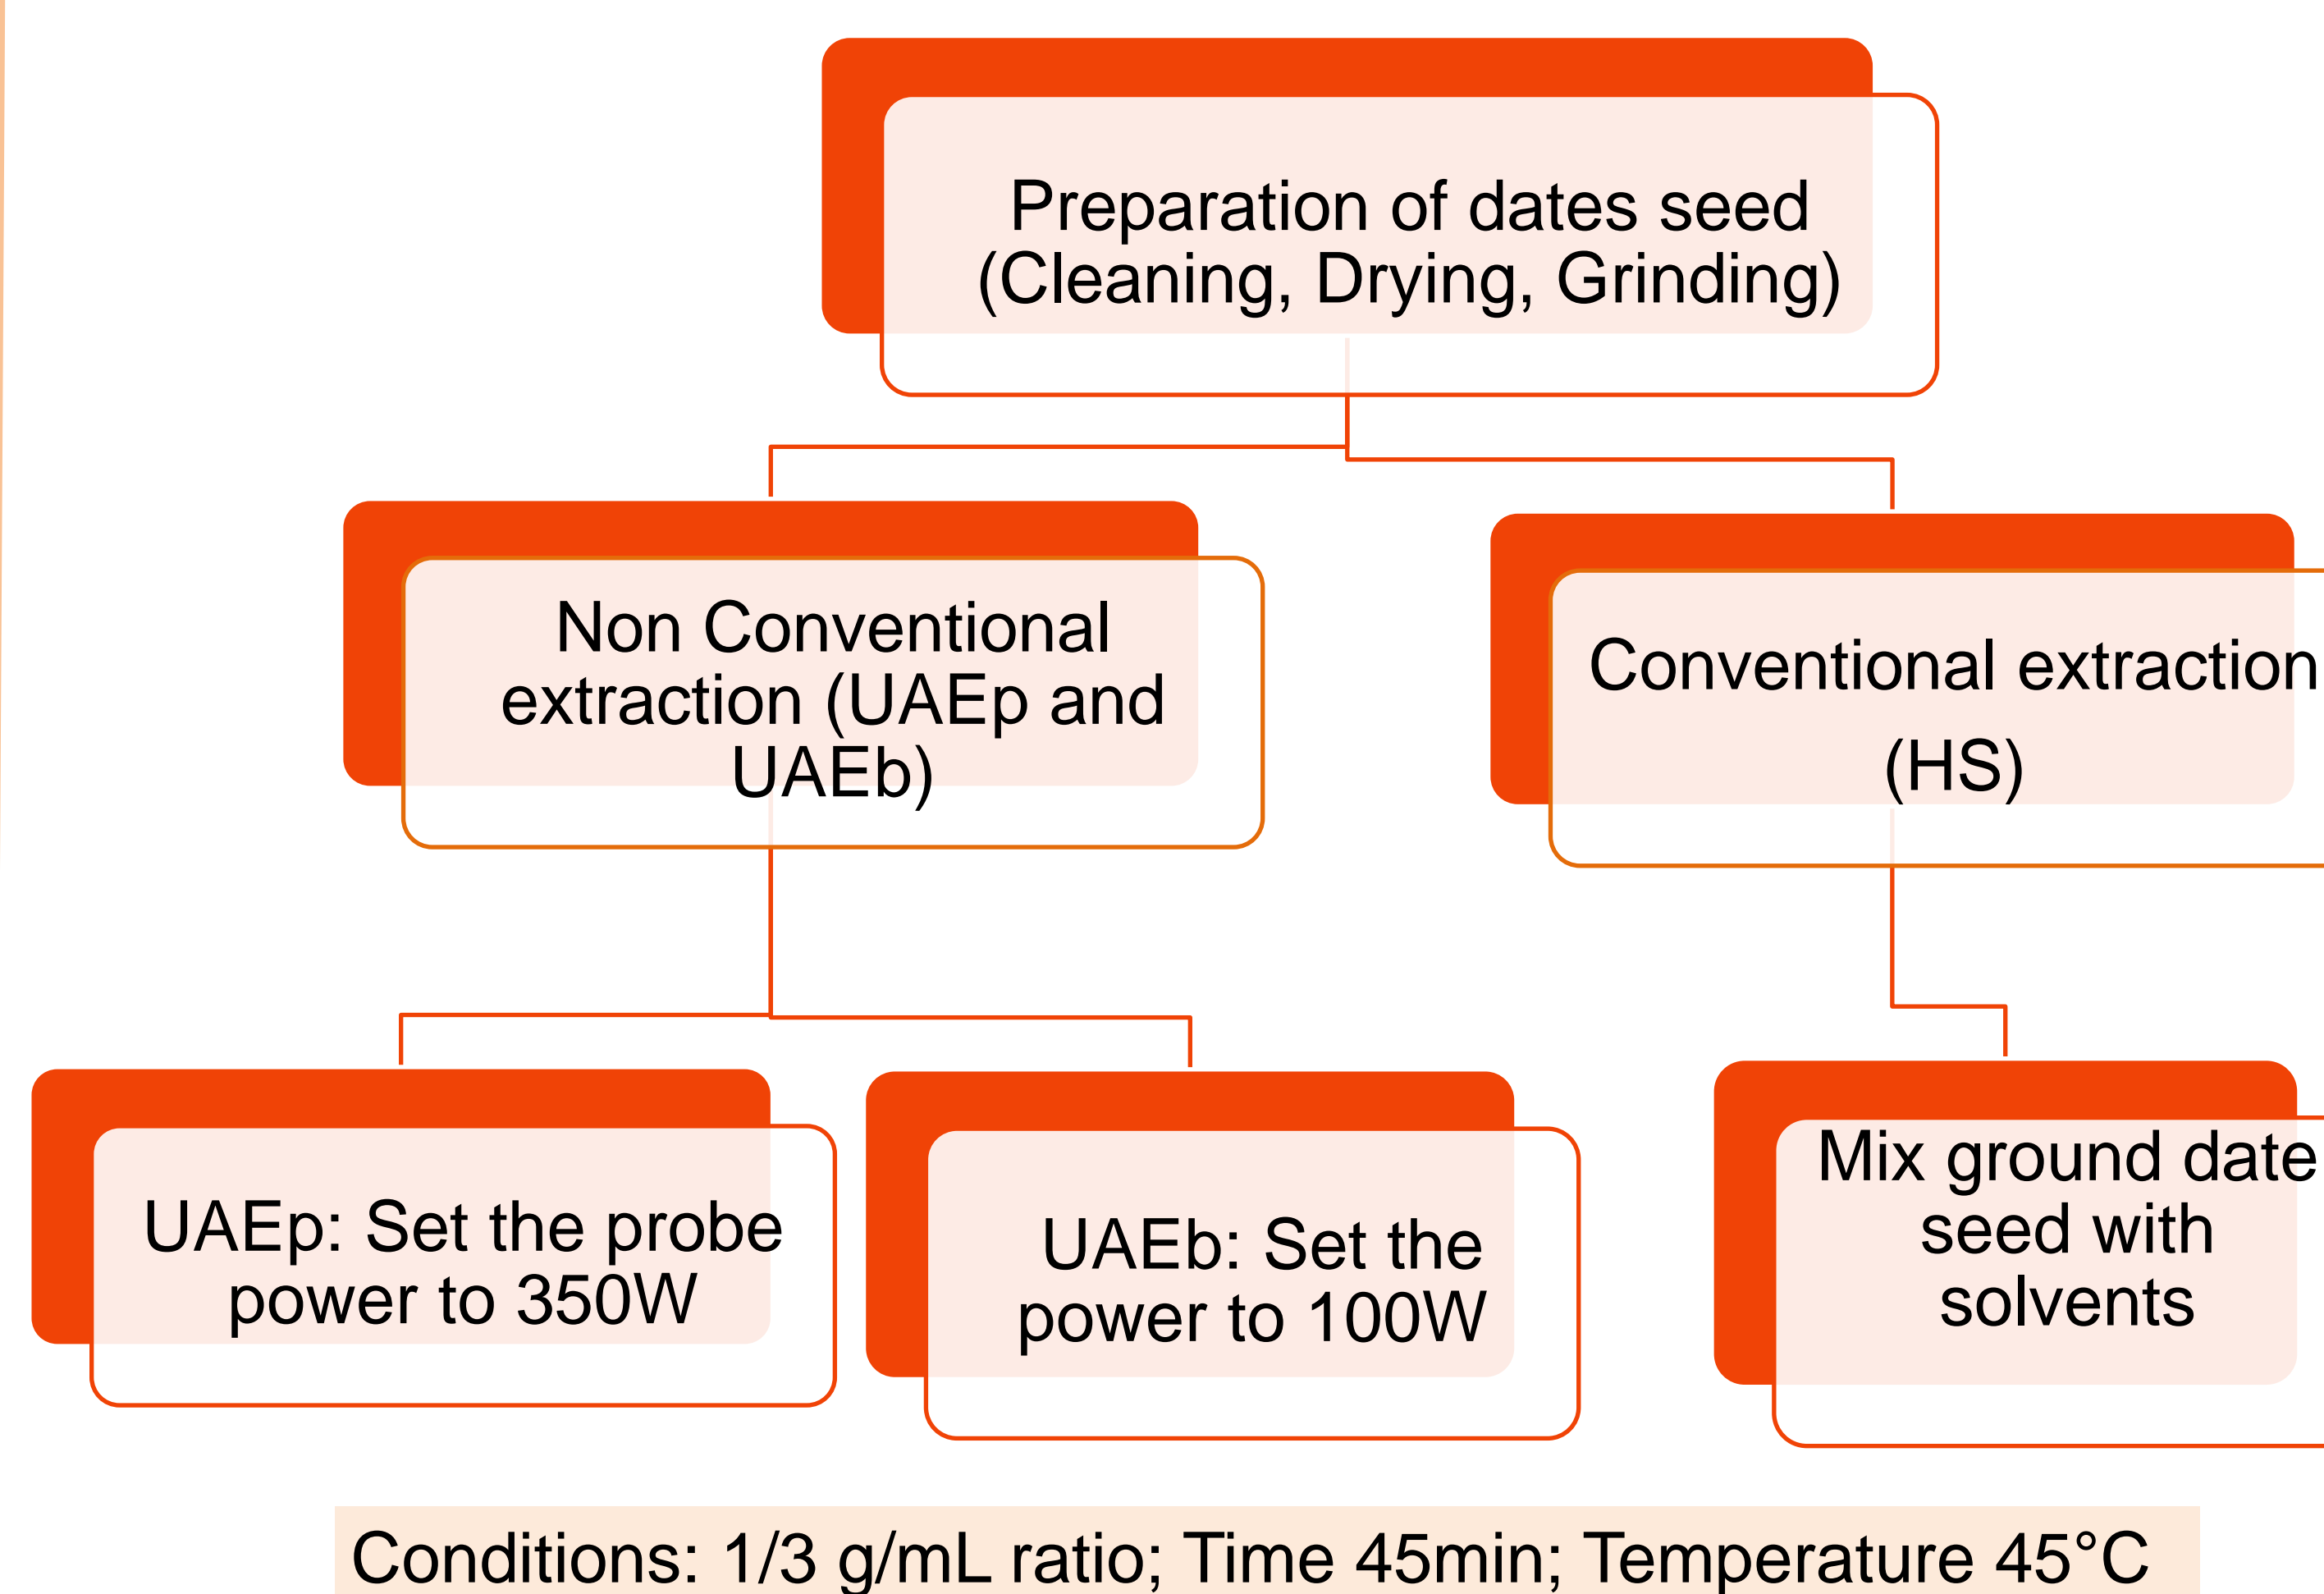 Preparation of dates seed
(Cleaning, Drying, Grinding)
Non Conventional
extraction (UAEp and
UAEb)
Conventional extraction
(HS)
UAEp: Set the probe
power to 350W
UAEb: Set the
power to 100W
Mix ground date
seed with
solvents
Conditions: 1/3 g/mL ratio; Time 45min; Temperature 45°C